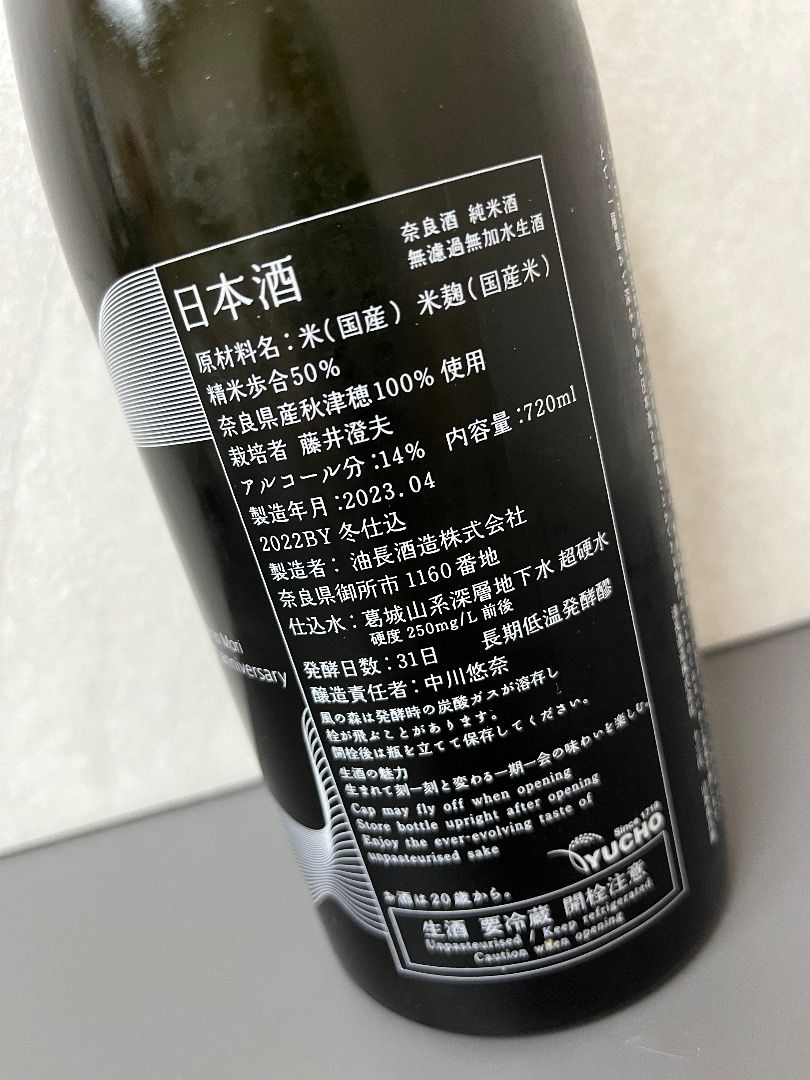 奈良酒 純米酒
無濾過無加水生酒
日本酒
原材料名：米（国産） 米麹（国産米）
精米歩合50%
奈良県産秋津穂100% 使用
栽培者 藤井澄夫
アルコール分：14% 内容量：720ml
製造年月：2023.04
2022BY 冬仕込
製造者：油長酒造株式会社
奈良県御所市1160番地
仕込水：葛城山系深層地下水 超硬水
硬度250mg/L前後
発酵日数：31日 長期低温発酵醪
醸造責任者：中川悠奈
風の森は発酵時の炭酸ガスが溶存し
栓が飛ぶことがあります。
開栓後は瓶を立てて保存してください。
生酒の魅力
生まれて刻一刻と変わる一期一会の味わいを楽しむ。
Cap may fly off when opening
Store bottle upright after opening
Enjoy the ever-evolving taste of
unpasteurised sake
Since 1719
YUCHO
お酒は20歳から。
生酒 要冷蔵 開栓注意
Unpasteurised / Keep refrigerated
Caution when opening
Mori
anniversary